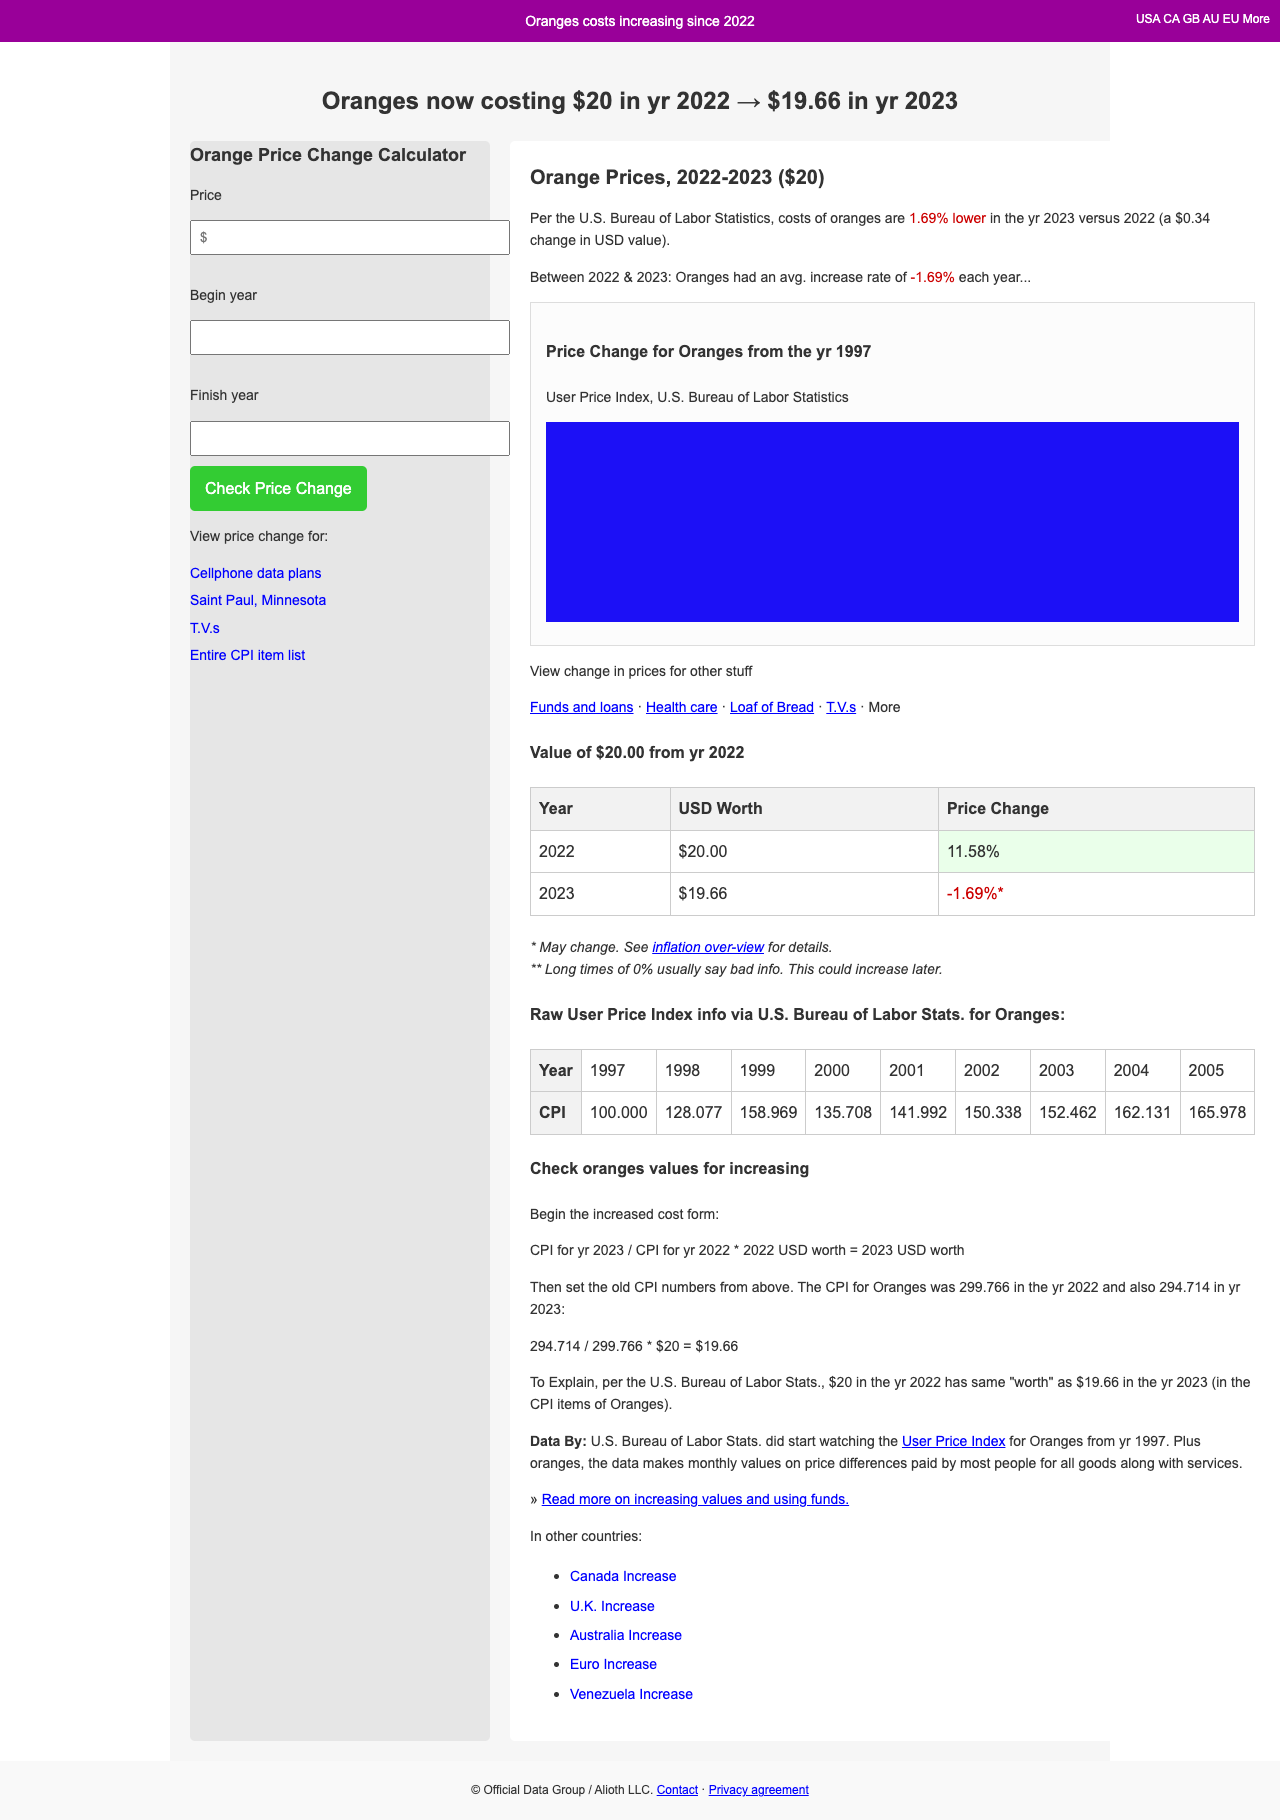 Oranges costs increasing since 2022
USA CA GB AU EU More
Oranges now costing $20 in yr 2022 → $19.66 in yr 2023
Orange Price Change Calculator
Price
$
Begin year
Finish year
Check Price Change
View price change for:
Cellphone data plans
Saint Paul, Minnesota
T.V.s
Entire CPI item list
Orange Prices, 2022-2023 ($20)
Per the U.S. Bureau of Labor Statistics, costs of oranges are 1.69% lower in the yr 2023 versus 2022 (a $0.34
change in USD value).
Between 2022 & 2023: Oranges had an avg. increase rate of -1.69% each year...
Price Change for Oranges from the yr 1997
User Price Index, U.S. Bureau of Labor Statistics
View change in prices for other stuff
Funds and loans · Health care · Loaf of Bread · T.V.s · More
Value of $20.00 from yr 2022
Year USD Worth Price Change
2022 $20.00 11.58%
2023 $19.66 -1.69%*
* May change. See inflation over-view for details.
** Long times of 0% usually say bad info. This could increase later.
Raw User Price Index info via U.S. Bureau of Labor Stats. for Oranges:
Year 1997 1998 1999 2000 2001 2002 2003 2004 2005
CPI 100.000 128.077 158.969 135.708 141.992 150.338 152.462 162.131 165.978
Check oranges values for increasing
Begin the increased cost form:
CPI for yr 2023 / CPI for yr 2022 * 2022 USD worth = 2023 USD worth
Then set the old CPI numbers from above. The CPI for Oranges was 299.766 in the yr 2022 and also 294.714 in yr
2023:
294.714 / 299.766 * $20 = $19.66
To Explain, per the U.S. Bureau of Labor Stats., $20 in the yr 2022 has same "worth" as $19.66 in the yr 2023 (in the
CPI items of Oranges).
Data By: U.S. Bureau of Labor Stats. did start watching the User Price Index for Oranges from yr 1997. Plus
oranges, the data makes monthly values on price differences paid by most people for all goods along with services.
» Read more on increasing values and using funds.
In other countries:
• Canada Increase
• U.K. Increase
• Australia Increase
• Euro Increase
• Venezuela Increase
© Official Data Group / Alioth LLC. Contact · Privacy agreement